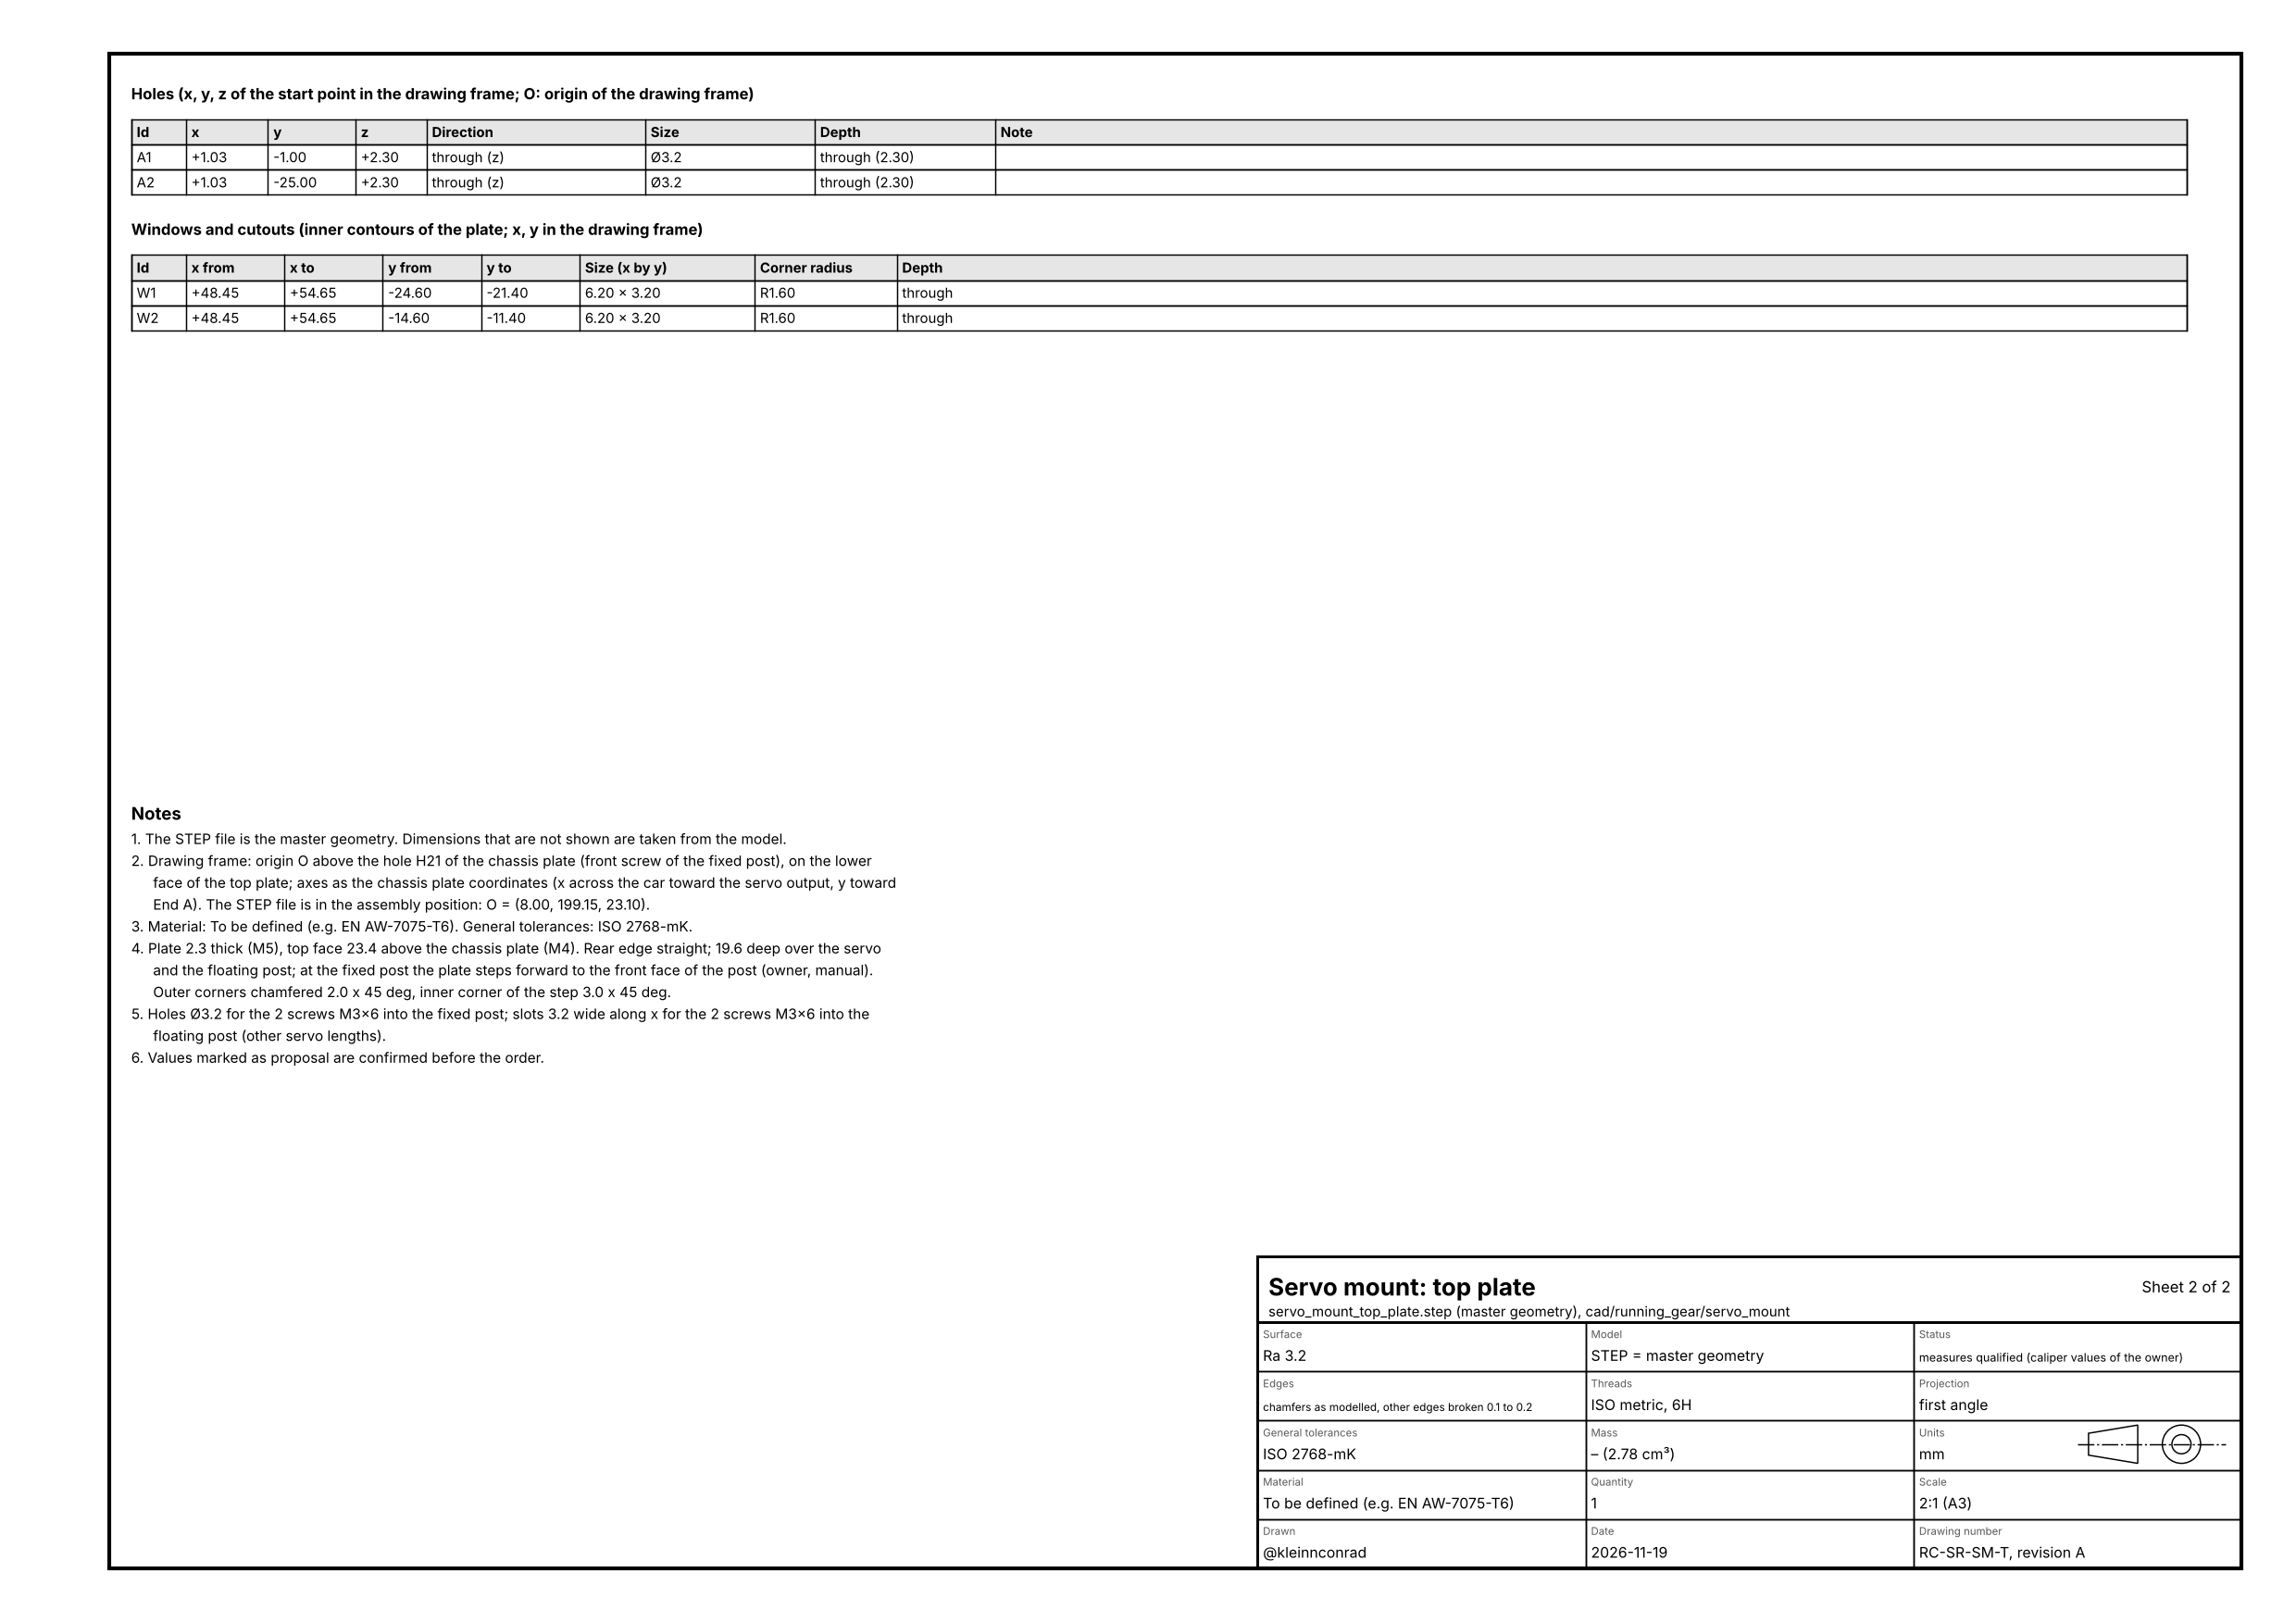 Holes (x, y, z of the start point in the drawing frame; O: origin of the drawing frame)
Id x y z Direction Size Depth Note
A1 +1.03 -1.00 +2.30 through (z) Ø3.2 through (2.30)
A2 +1.03 -25.00 +2.30 through (z) Ø3.2 through (2.30)
Windows and cutouts (inner contours of the plate; x, y in the drawing frame)
Id x from x to y from y to Size (x by y) Corner radius Depth
W1 +48.45 +54.65 -24.60 -21.40 6.20 × 3.20 R1.60 through
W2 +48.45 +54.65 -14.60 -11.40 6.20 × 3.20 R1.60 through
Notes
1. The STEP file is the master geometry. Dimensions that are not shown are taken from the model.
2. Drawing frame: origin O above the hole H21 of the chassis plate (front screw of the fixed post), on the lower
face of the top plate; axes as the chassis plate coordinates (x across the car toward the servo output, y toward
End A). The STEP file is in the assembly position: O = (8.00, 199.15, 23.10).
3. Material: To be defined (e.g. EN AW-7075-T6). General tolerances: ISO 2768-mK.
4. Plate 2.3 thick (M5), top face 23.4 above the chassis plate (M4). Rear edge straight; 19.6 deep over the servo
and the floating post; at the fixed post the plate steps forward to the front face of the post (owner, manual).
Outer corners chamfered 2.0 x 45 deg, inner corner of the step 3.0 x 45 deg.
5. Holes Ø3.2 for the 2 screws M3×6 into the fixed post; slots 3.2 wide along x for the 2 screws M3×6 into the
floating post (other servo lengths).
6. Values marked as proposal are confirmed before the order.
Servo mount: top plate Sheet 2 of 2
servo_mount_top_plate.step (master geometry), cad/running_gear/servo_mount
Surface Model Status
Ra 3.2 STEP = master geometry measures qualified (caliper values of the owner)
Edges Threads Projection
chamfers as modelled, other edges broken 0.1 to 0.2 ISO metric, 6H first angle
General tolerances Mass Units
ISO 2768-mK – (2.78 cm³) mm
Material Quantity Scale
To be defined (e.g. EN AW-7075-T6) 1 2:1 (A3)
Drawn Date Drawing number
@kleinnconrad 2026-11-19 RC-SR-SM-T, revision A